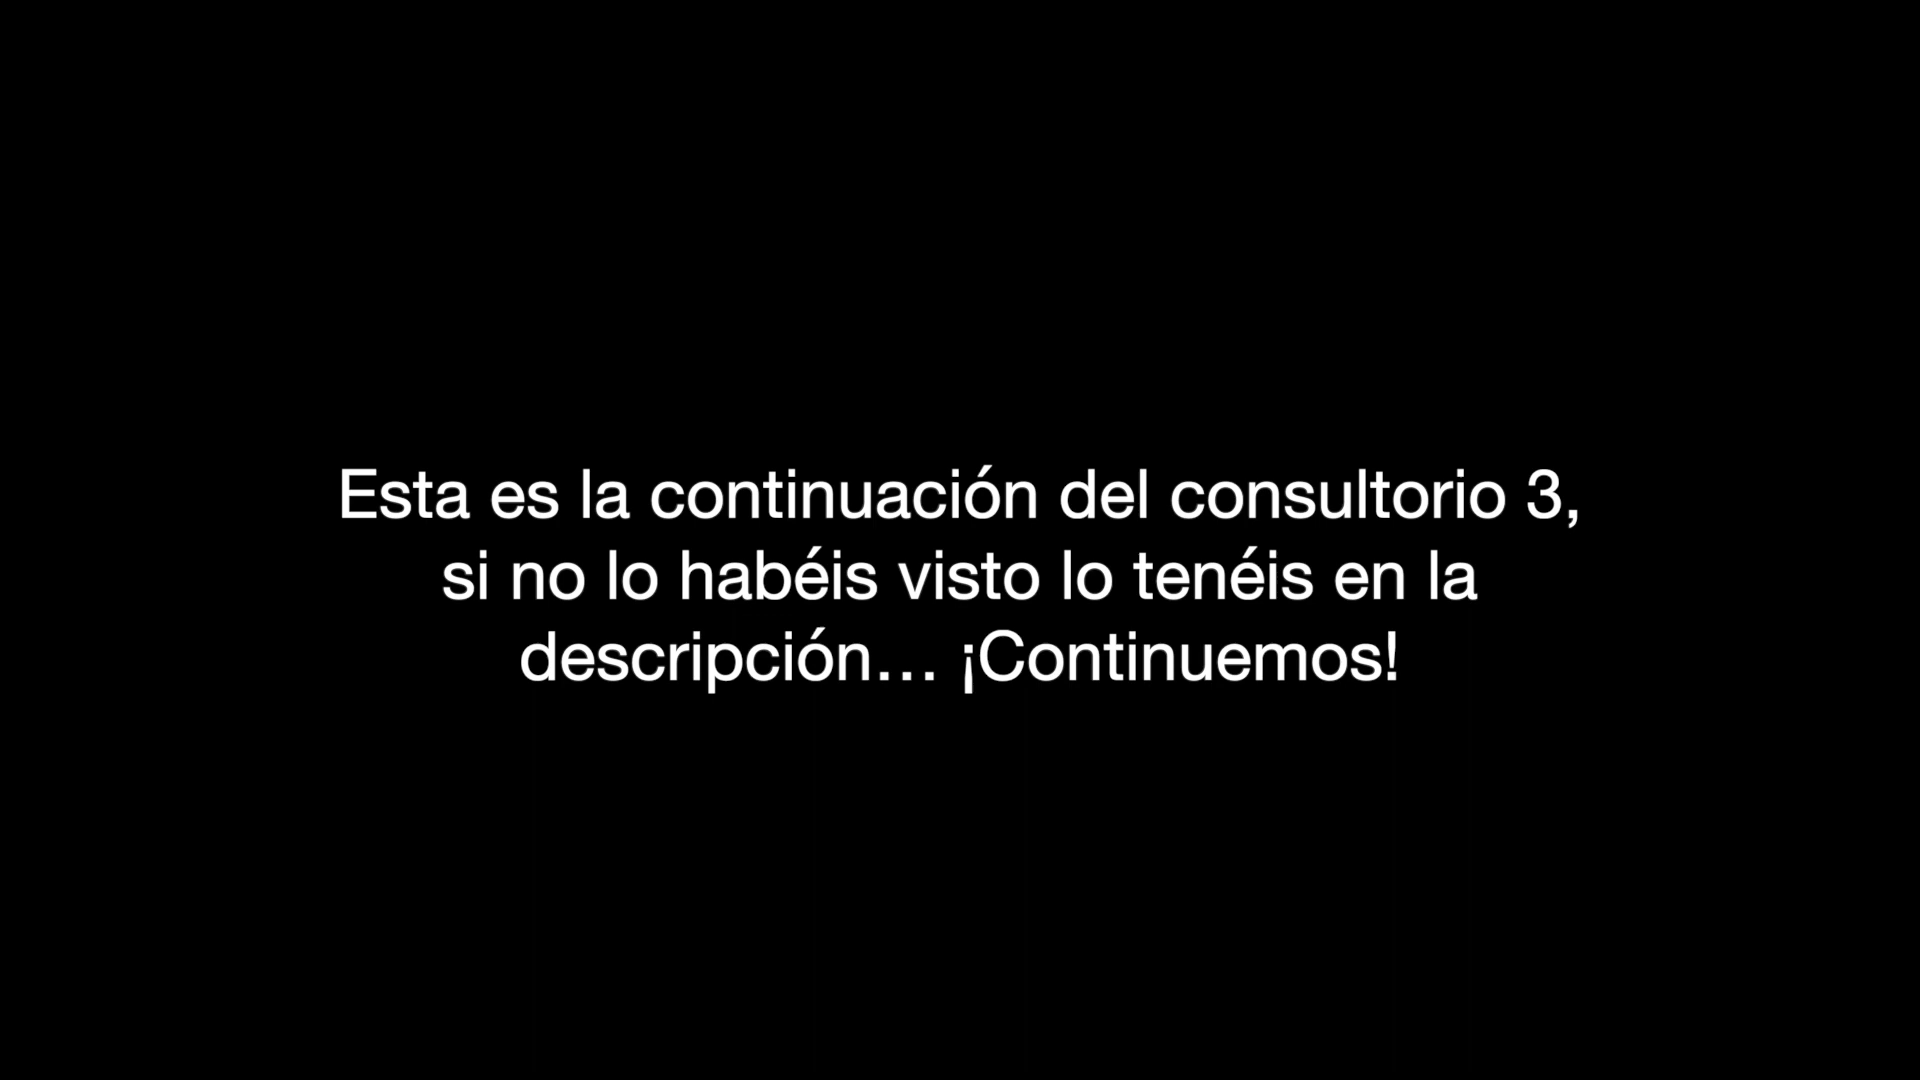 Esta es la continuación del consultorio 3,
si no lo habéis visto lo tenéis en la
descripción… ¡Continuemos!